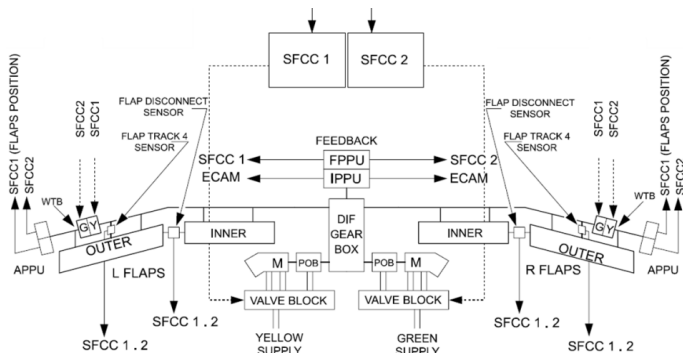 SFCC 1
SFCC 2
FLAP DISCONNECT
SENSOR
FLAP TRACK 4
SENSOR
FLAP DISCONNECT
SENSOR
FLAP TRACK 4
SENSOR
SFCC1 (FLAPS POSITION)
SFCC2
SFCC2
SFCC1
SFCC1
SFCC2
SFCC1 (FLAPS POSITION)
SFCC2
FEEDBACK
SFCC 1
FPPU
SFCC 2
ECAM
IPPU
ECAM
WTB
G Y
OUTER
INNER
DIF
GEAR
BOX
INNER
G Y
WTB
OUTER
APPU
L FLAPS
M
POB
POB
M
R FLAPS
APPU
VALVE BLOCK
VALVE BLOCK
SFCC 1.2
SFCC 1.2
SFCC 1.2
SFCC 1.2
YELLOW
SUPPLY
GREEN
SUPPLY